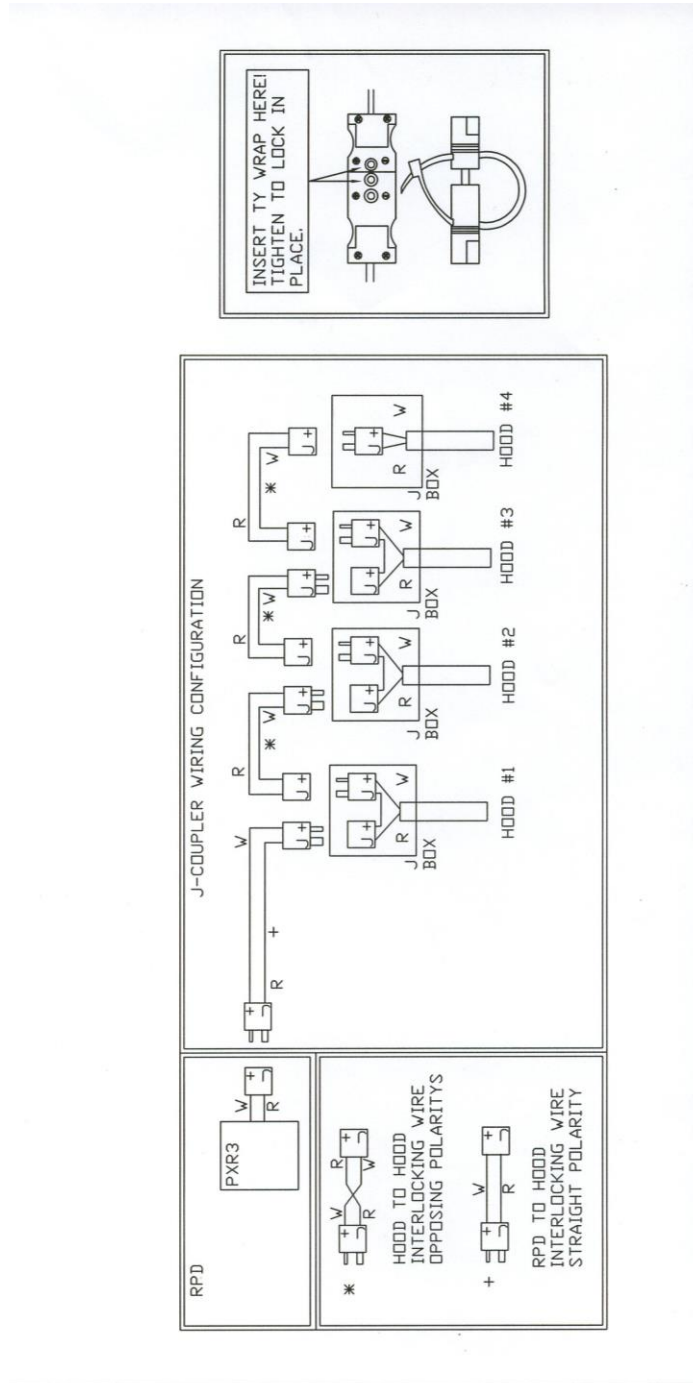 INSERT TY WRAP HERE!
TIGHTEN TO LOCK IN
PLACE.
J-COUPLER WIRING CONFIGURATION
W
+
R
+
J
J
+
R
*
W
J
+
J
+
R
*
W
J
+
J
+
R
*
W
J
+
J
+
J
+
J
+
R
W
J
BOX
HOOD #1
J
+
J
+
R
W
J
BOX
HOOD #2
J
+
J
+
R
W
J
BOX
HOOD #3
J
+
R
W
J
BOX
HOOD #4
RPD
PXR3
W
R
+
J
*
+
J
W
R
R
W
+
J
HOOD TO HOOD
INTERLOCKING WIRE
OPPOSING POLARITYS
+
+
J
W
R
+
J
RPD TO HOOD
INTERLOCKING WIRE
STRAIGHT POLARITY